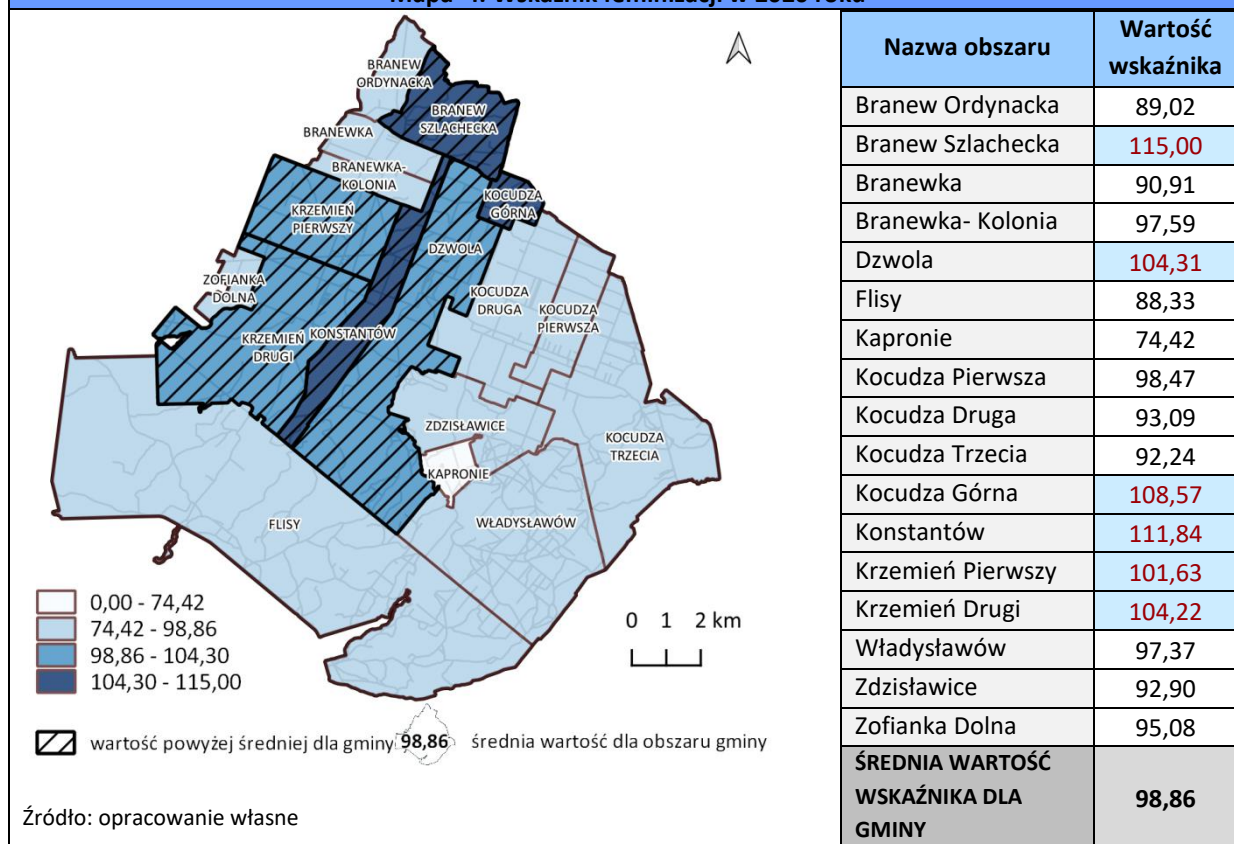 BRANEW
ORDYNACKA
BRANEW
SZLACHECKA
BRANEWKA
BRANEWKA-
KOLONIA
KOCUDZA
GÓRNA
KRZEMIEŃ
PIERWSZY
DZWOLA
ZOFIANKA
DOLNA
KOCUDZA
DRUGA
KOCUDZA
PIERWSZA
KRZEMIEŃ
DRUGI
KONSTANTÓW
ZDZISŁAWICE
KOCUDZA
TRZECIA
KAPRONIE
FLISY
WŁADYSŁAWÓW
0,00 - 74,42
74,42 - 98,86
98,86 - 104,30
104,30 - 115,00
0 1 2 km
wartość powyżej średniej dla gminy
98,86
średnia wartość dla obszaru gminy
Źródło: opracowanie własne
Nazwa obszaru Wartość
wskaźnika
Branew Ordynacka 89,02
Branew Szlachecka 115,00
Branewka 90,91
Branewka- Kolonia 97,59
Dzwola 104,31
Flisy 88,33
Kapronie 74,42
Kocudza Pierwsza 98,47
Kocudza Druga 93,09
Kocudza Trzecia 92,24
Kocudza Górna 108,57
Konstantów 111,84
Krzemień Pierwszy 101,63
Krzemień Drugi 104,22
Władysławów 97,37
Zdzisławice 92,90
Zofianka Dolna 95,08
ŚREDNIA WARTOŚĆ
WSKAŹNIKA DLA
GMINY
98,86